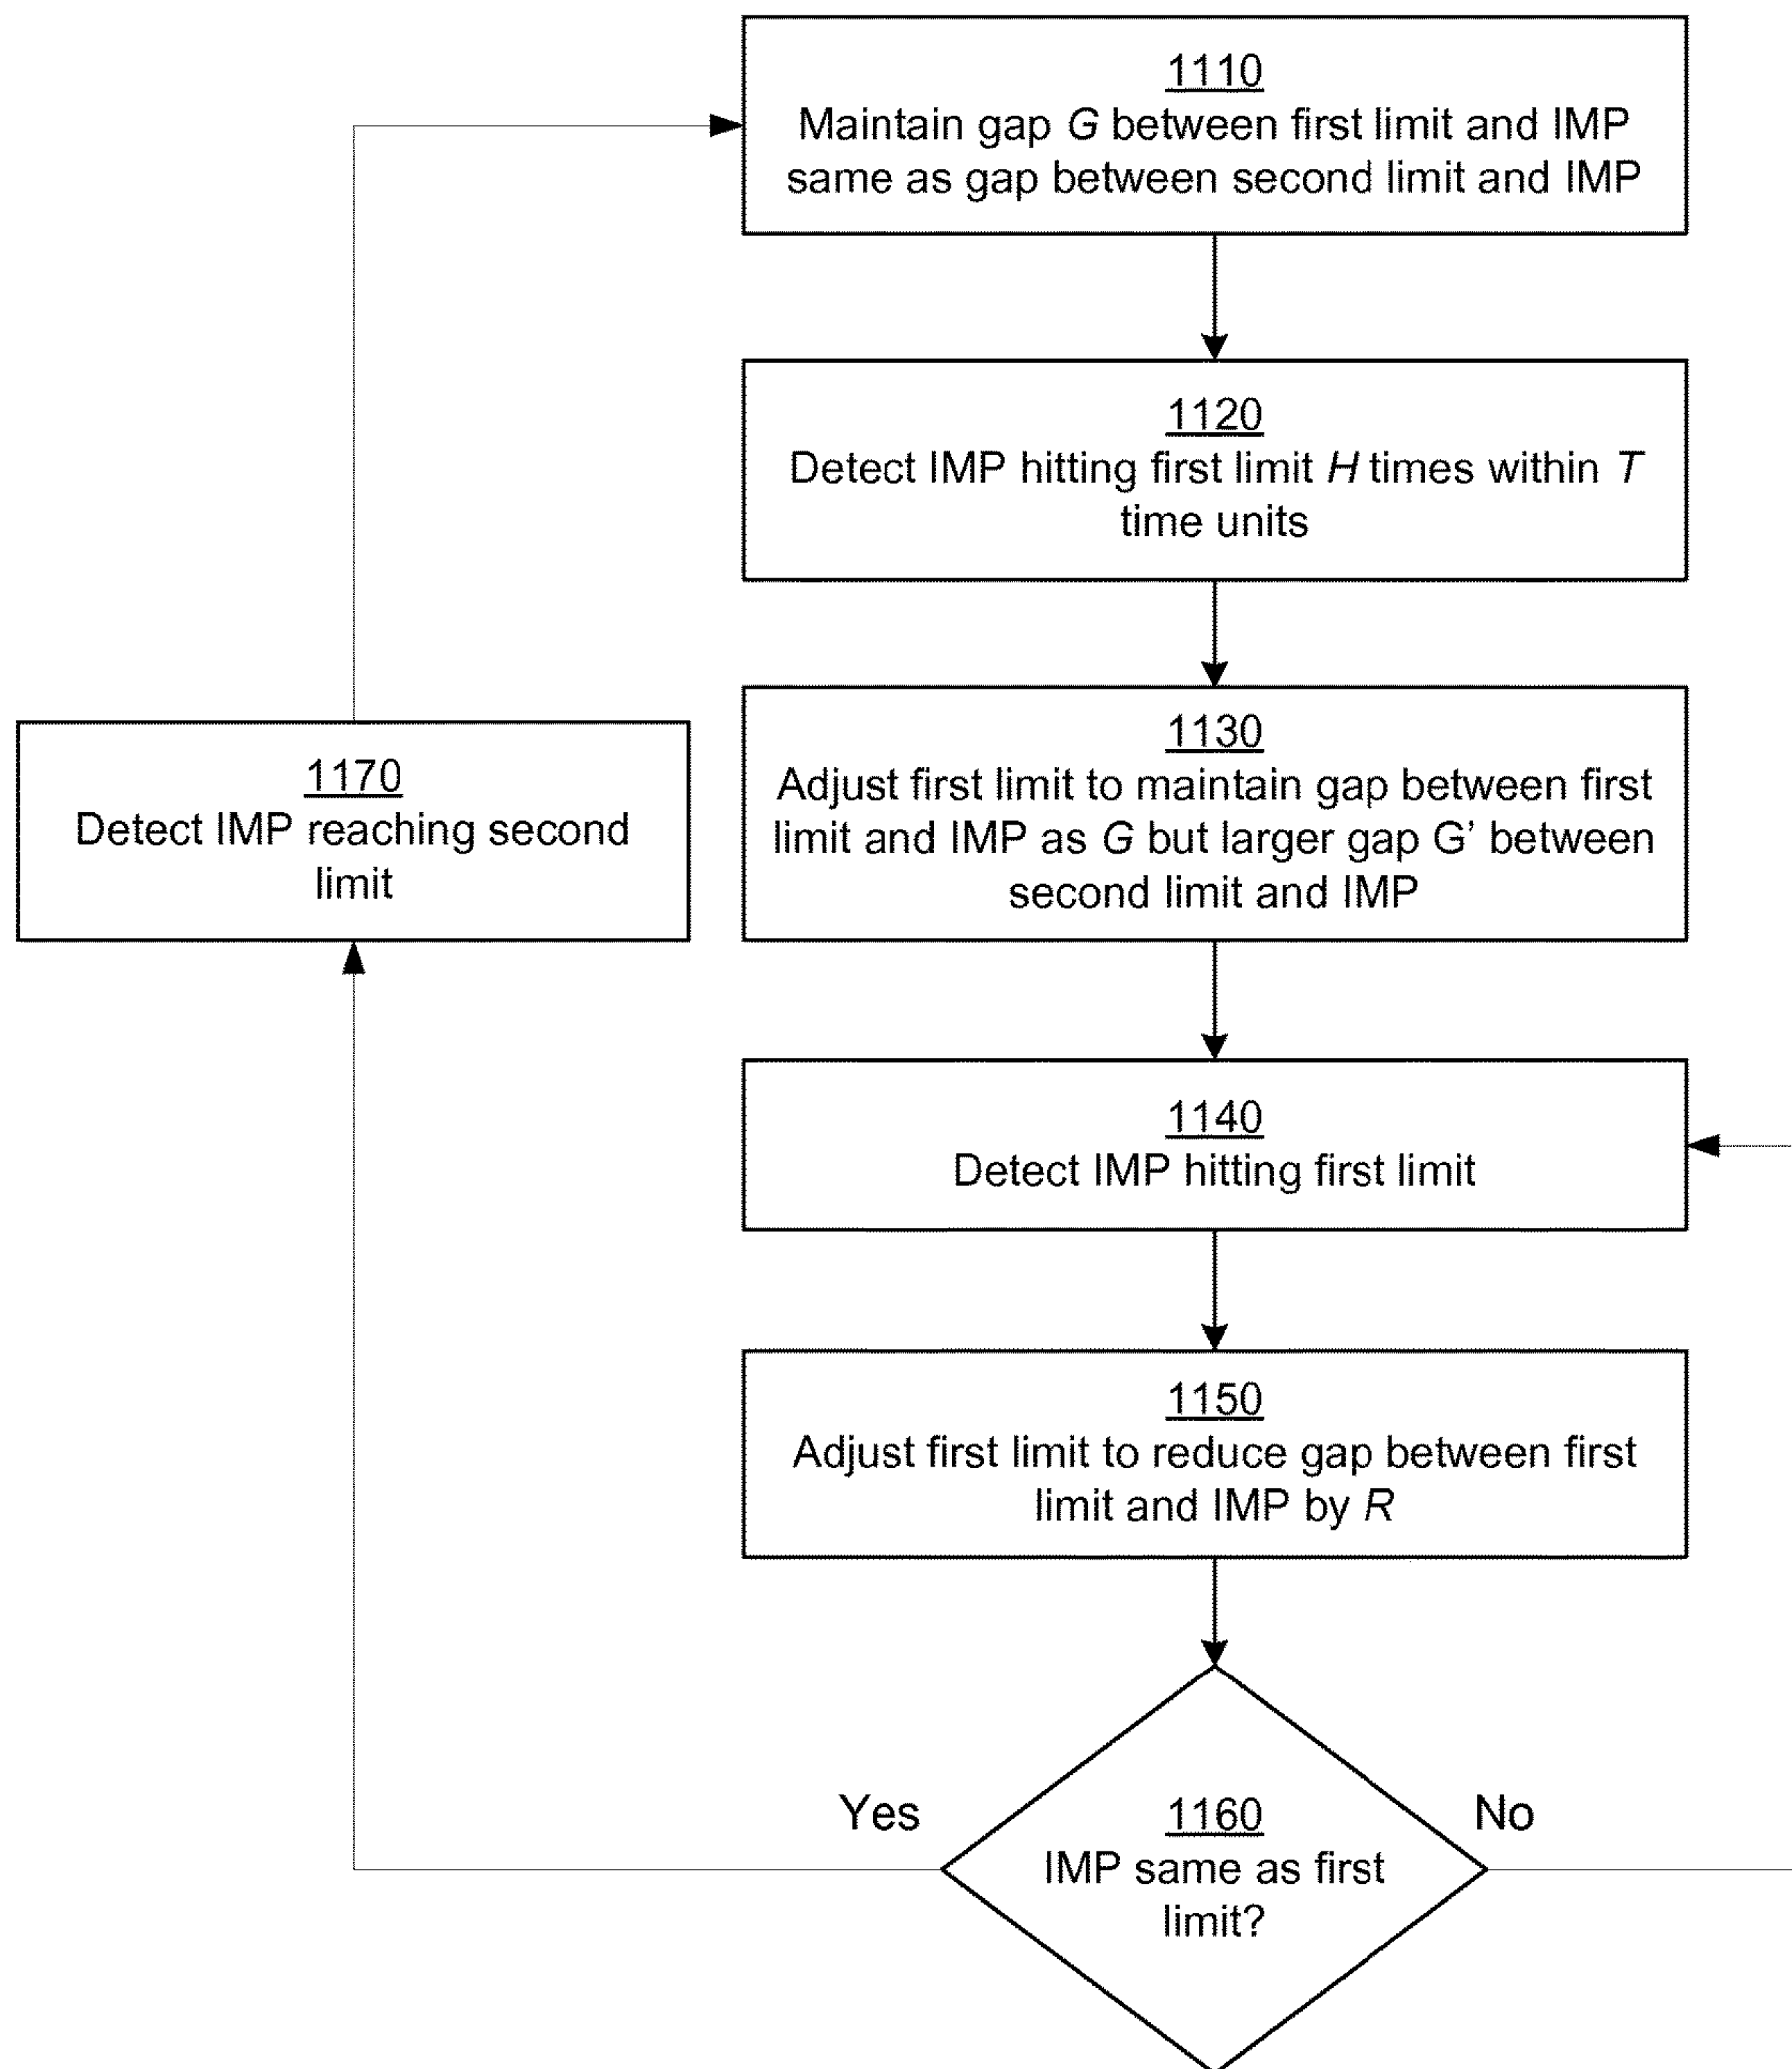 1110
Maintain gap G between first limit and IMP
same as gap between second limit and IMP
1120
Detect IMP hitting first limit H times within T
time units
1130
Adjust first limit to maintain gap between first
limit and IMP as G but larger gap G’ between
second limit and IMP
1170
Detect IMP reaching second
limit
1140
Detect IMP hitting first limit
1150
Adjust first limit to reduce gap between first
limit and IMP by R
Yes
1160
IMP same as first
limit?
No